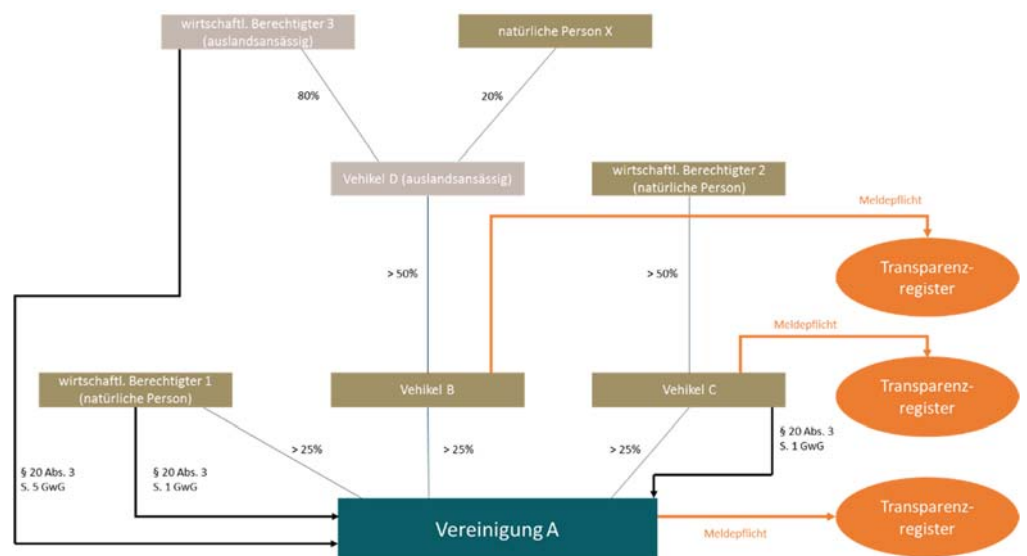 wirtschaftl. Berechtigter 3
(auslandsansässig)
natürliche Person X
80%
20%
Vehikel D (auslandsansässig)
wirtschaftl. Berechtigter 2
(natürliche Person)
Meldepflicht
Transparenz-
register
> 50%
> 50%
Meldepflicht
wirtschaftl. Berechtigter 1
(natürliche Person)
Vehikel B
Vehikel C
Transparenz-
register
> 25%
> 25%
> 25%
§ 20 Abs. 3
S. 1 GwG
§ 20 Abs. 3
S. 5 GwG
§ 20 Abs. 3
S. 1 GwG
Vereinigung A
Meldepflicht
Transparenz-
register